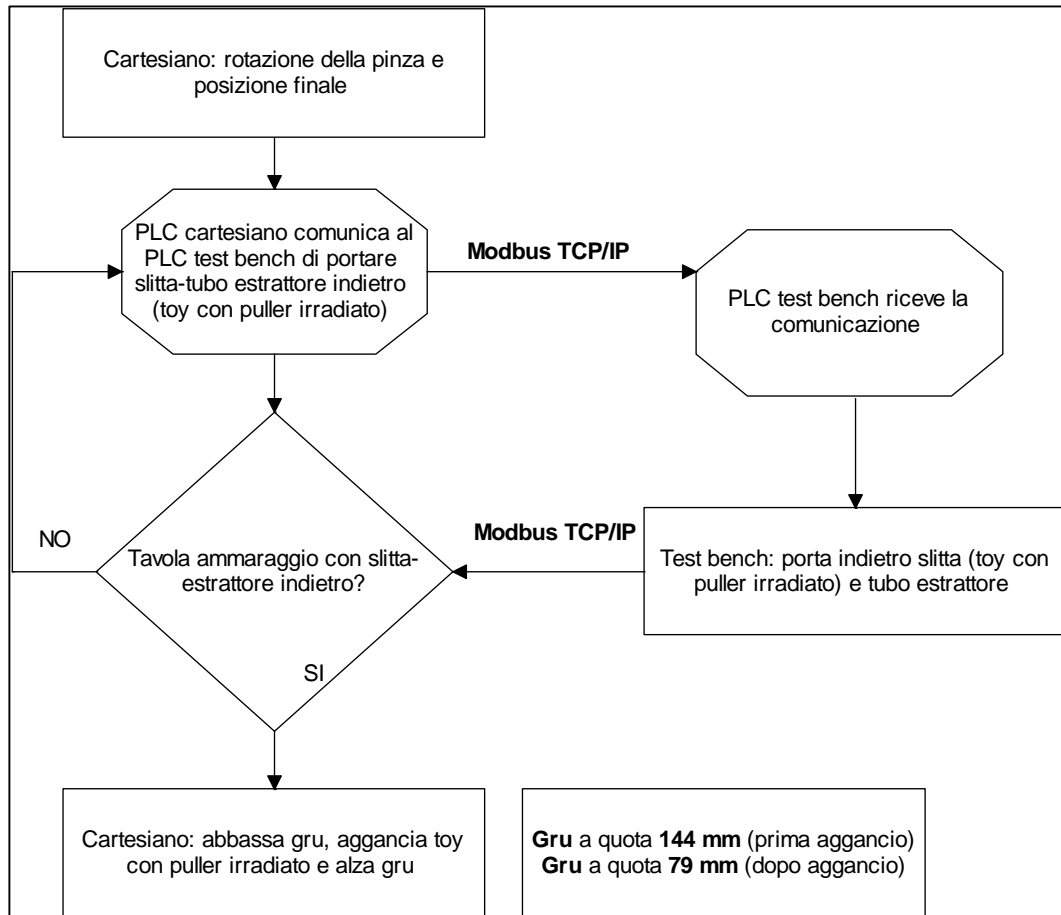 Cartesiano: rotazione della pinza e
posizione finale
PLC cartesiano comunica al
PLC test bench di portare
slitta-tubo estrattore indietro
(toy con puller irradiato)
Modbus TCP/IP
PLC test bench riceve la
comunicazione
NO
Tavola ammaraggio con slitta-
estrattore indietro?
Modbus TCP/IP
Test bench: porta indietro slitta (toy con
puller irradiato) e tubo estrattore
SI
Cartesiano: abbassa gru, aggancia toy
con puller irradiato e alza gru
Gru a quota 144 mm (prima aggancio)
Gru a quota 79 mm (dopo aggancio)